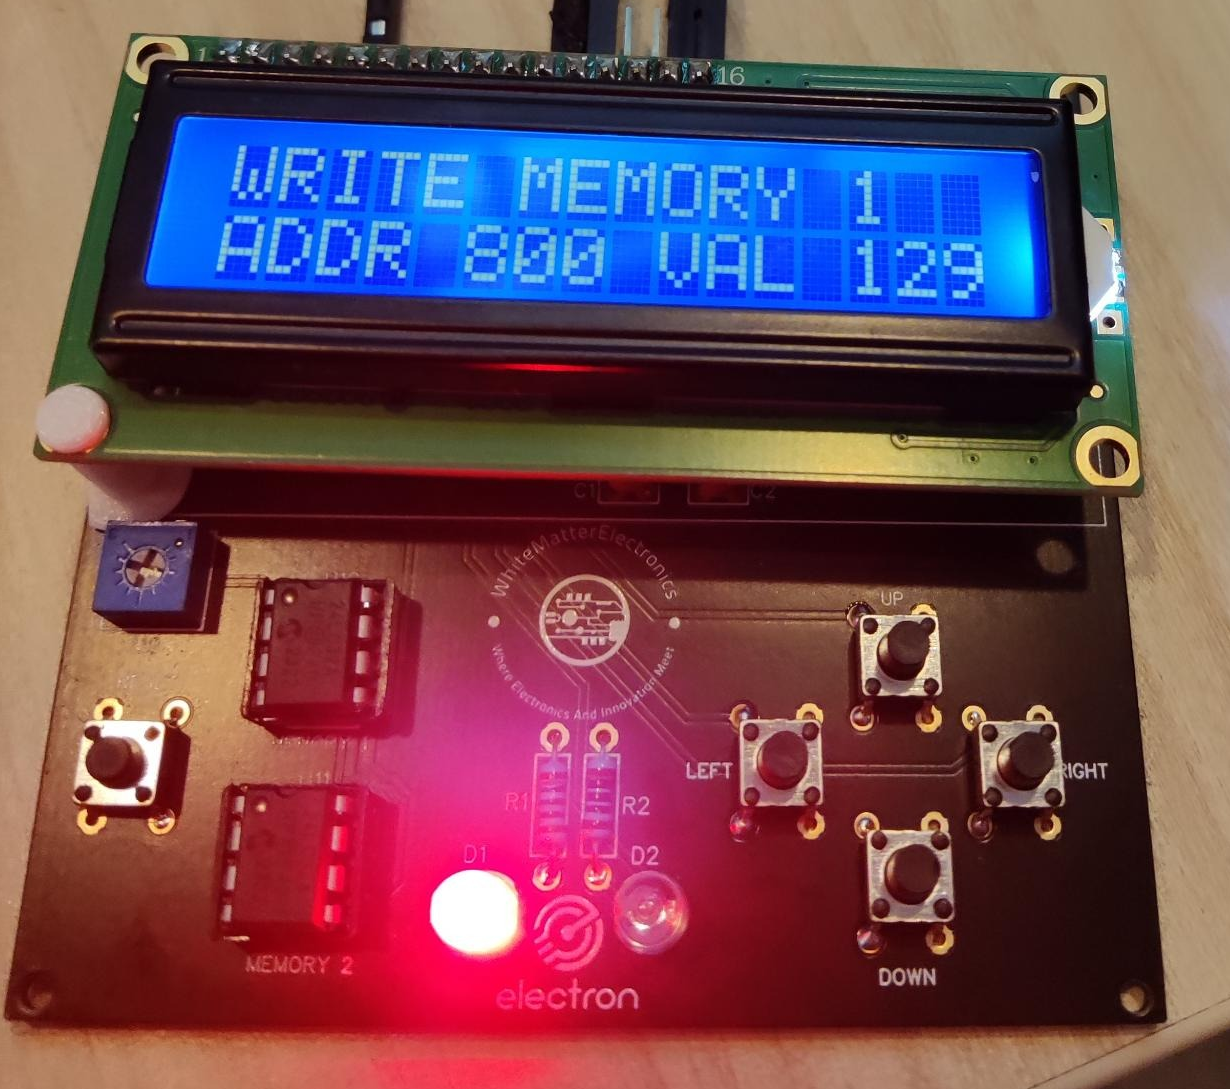 1
16
WRITE MEMORY 1
ADDR 800 VAL 129
C1
C2
WhiteMatterElectronics
Where Electronics And Innovation Meet
UP
LEFT
RIGHT
R1
R2
D1
D2
MEMORY 2
electron
DOWN